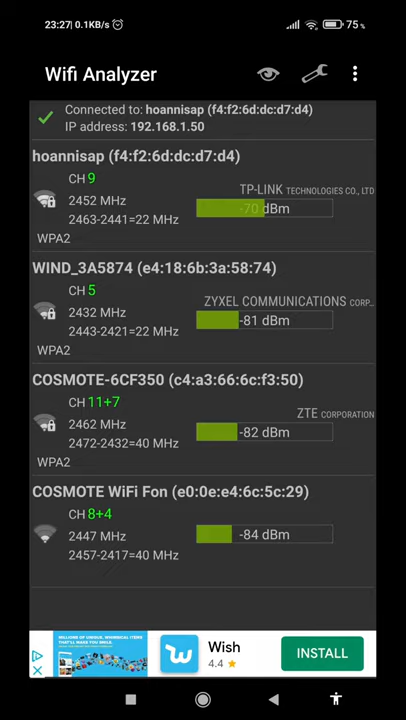 23:27 | 0.1KB/s
75%
Wifi Analyzer
Connected to: hoannisap (f4:f2:6d:dc:d7:d4)
IP address: 192.168.1.50
hoannisap (f4:f2:6d:dc:d7:d4)
CH 9
TP-LINK TECHNOLOGIES CO., LTD
2452 MHz
-70 dBm
2463-2441=22 MHz
WPA2
WIND_3A5874 (e4:18:6b:3a:58:74)
CH 5
ZYXEL COMMUNICATIONS CORP...
2432 MHz
-81 dBm
2443-2421=22 MHz
WPA2
COSMOTE-6CF350 (c4:a3:66:6c:f3:50)
CH 11+7
ZTE CORPORATION
2462 MHz
-82 dBm
2472-2432=40 MHz
WPA2
COSMOTE WiFi Fon (e0:0e:e4:6c:5c:29)
CH 8+4
2447 MHz
-84 dBm
2457-2417=40 MHz
Wish
4.4 ★
INSTALL